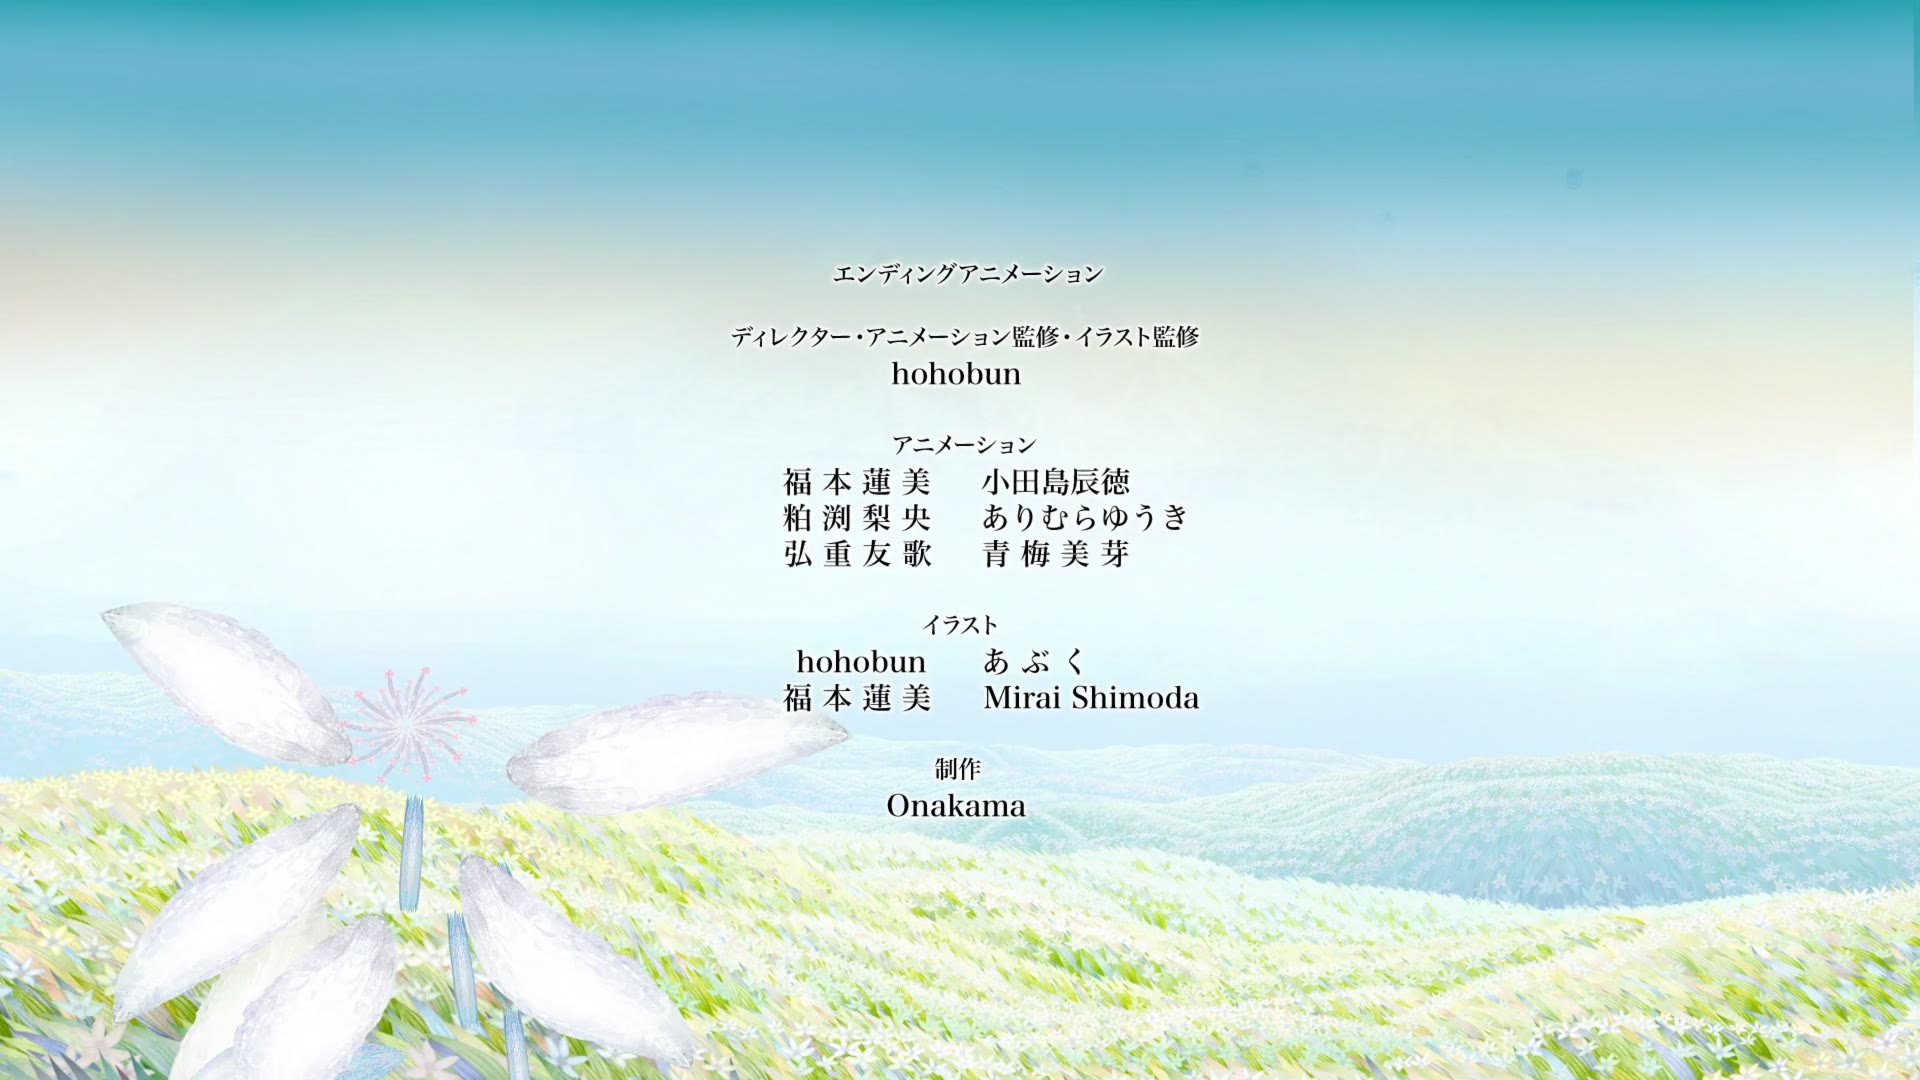 エンディングアニメーション
ディレクター・アニメーション監修・イラスト監修
hohobun
アニメーション
福本蓮美 小田島辰徳
粕渕梨央 ありむらゆうき
弘重友歌 青梅美芽
イラスト
hohobun あぶく
福本蓮美 Mirai Shimoda
制作
Onakama